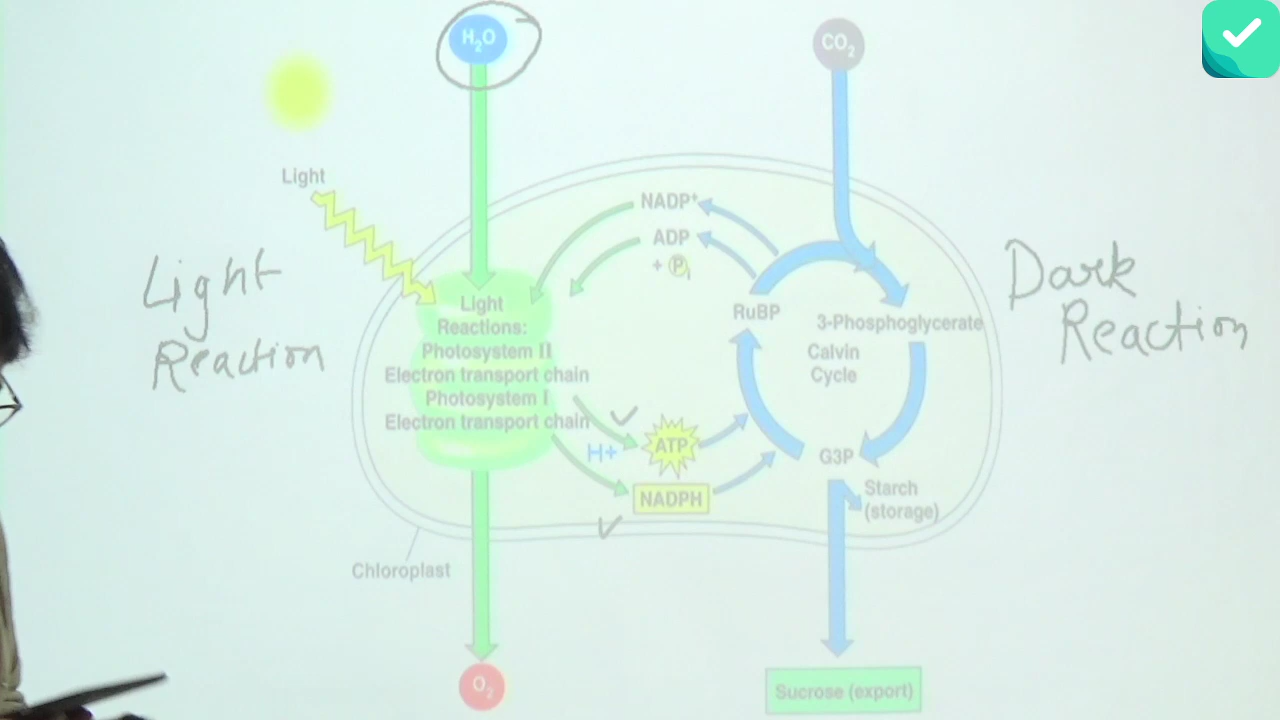 H₂O
CO₂
Light
NADP⁺
ADP
+ Pᵢ
Light
Reaction
Dark
Reaction
Light
Reactions:
Photosystem II
Electron transport chain
Photosystem I
Electron transport chain
RuBP
3-Phosphoglycerate
Calvin
Cycle
H+
ATP
NADPH
G3P
Starch
(storage)
Chloroplast
O₂
Sucrose (export)